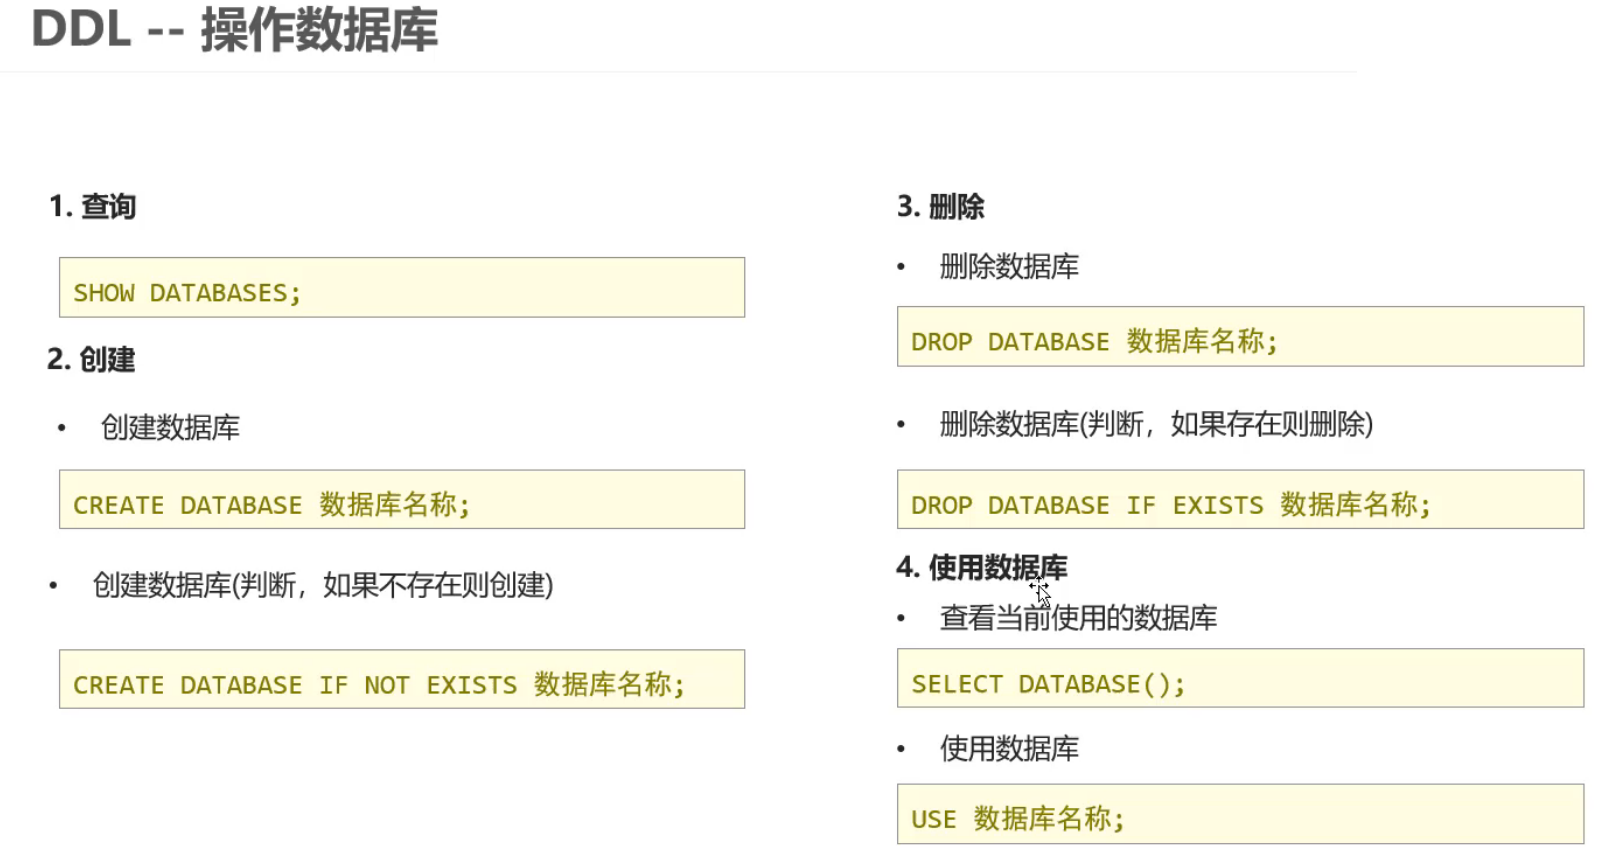 DDL -- 操作数据库
1. 查询
SHOW DATABASES;
2. 创建
• 创建数据库
CREATE DATABASE 数据库名称;
• 创建数据库(判断，如果不存在则创建)
CREATE DATABASE IF NOT EXISTS 数据库名称;
3. 删除
• 删除数据库
DROP DATABASE 数据库名称;
• 删除数据库(判断，如果存在则删除)
DROP DATABASE IF EXISTS 数据库名称;
4. 使用数据库
• 查看当前使用的数据库
SELECT DATABASE();
• 使用数据库
USE 数据库名称;